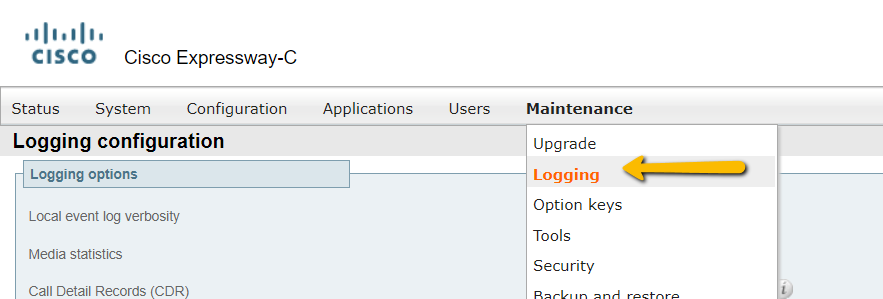 CISCO Cisco Expressway-C
Status System Configuration Applications Users Maintenance
Logging configuration
Upgrade
Logging options
Logging
Option keys
Local event log verbosity
Tools
Media statistics
Security
Call Detail Records (CDR)
Backup and restore
i